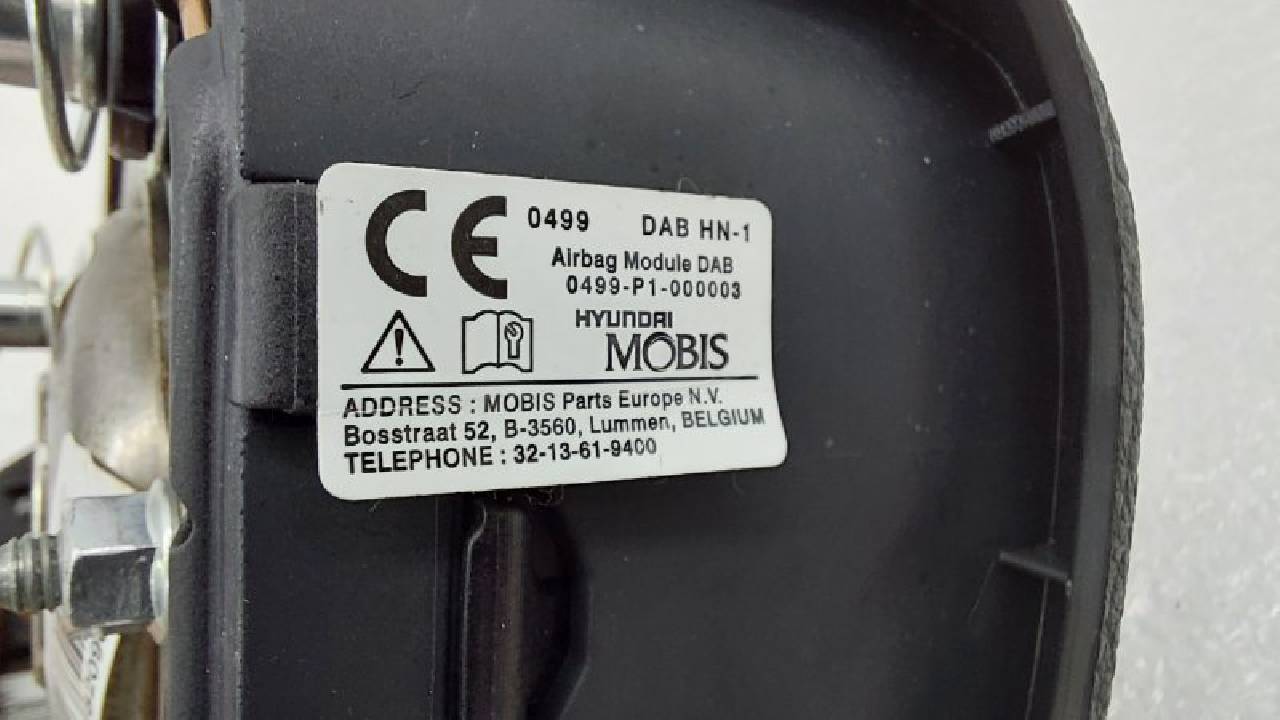 CE 0499 DAB HN-1
Airbag Module DAB
0499-P1-000003
HYUNDAI
MOBIS
ADDRESS : MOBIS Parts Europe N.V.
Bosstraat 52, B-3560, Lummen, BELGIUM
TELEPHONE : 32-13-61-9400